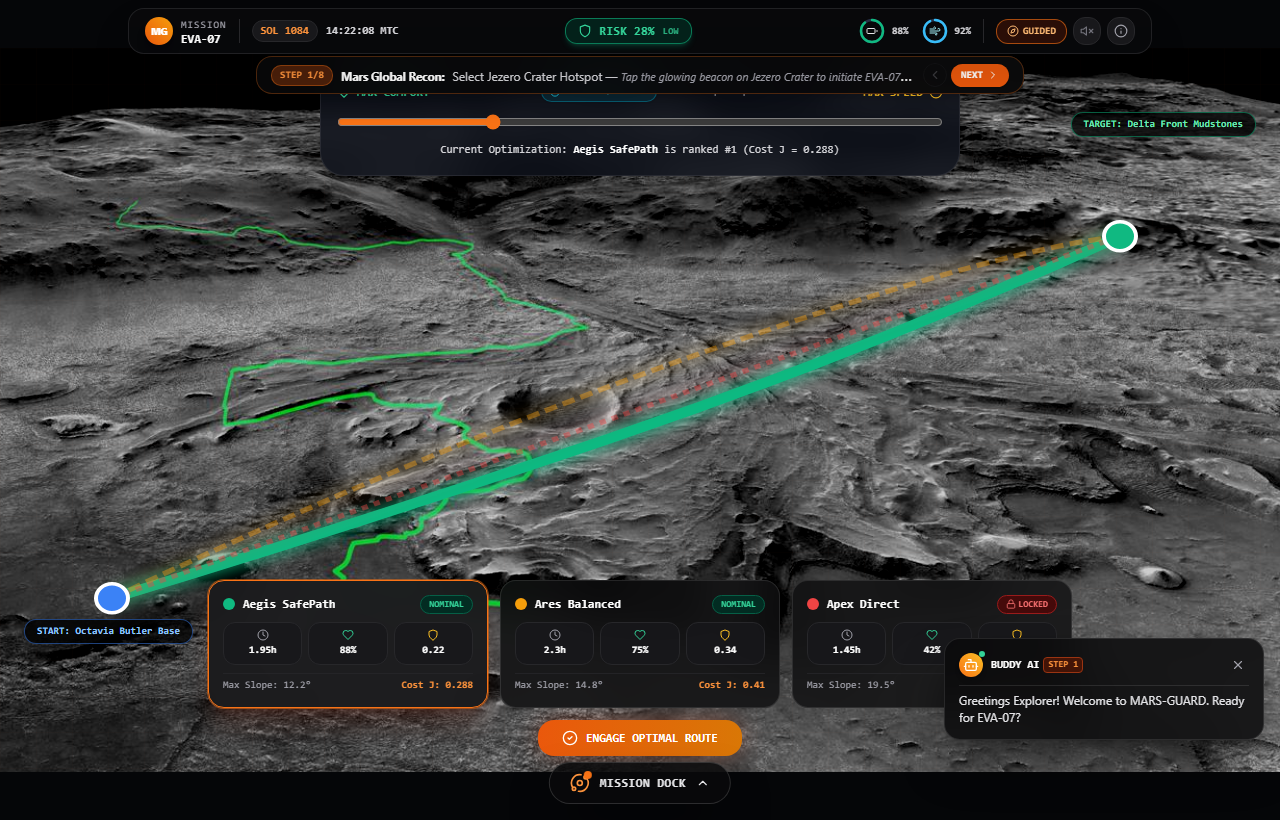 MG
MISSION
EVA-07
SOL 1084
14:22:08 MTC
RISK 28% LOW
88%
92%
GUIDED
STEP 1/8
Mars Global Recon: Select Jezero Crater Hotspot — Tap the glowing beacon on Jezero Crater to initiate EVA-07...
NEXT
TARGET: Delta Front Mudstones
Current Optimization: Aegis SafePath is ranked #1 (Cost J = 0.288)
START: Octavia Butler Base
Aegis SafePath
NOMINAL
1.95h
88%
0.22
Max Slope: 12.2°
Cost J: 0.288
Ares Balanced
NOMINAL
2.3h
75%
0.34
Max Slope: 14.8°
Cost J: 0.41
Apex Direct
LOCKED
1.45h
42%
Max Slope: 19.5°
BUDDY AI
STEP 1
Greetings Explorer! Welcome to MARS-GUARD. Ready
for EVA-07?
ENGAGE OPTIMAL ROUTE
MISSION DOCK